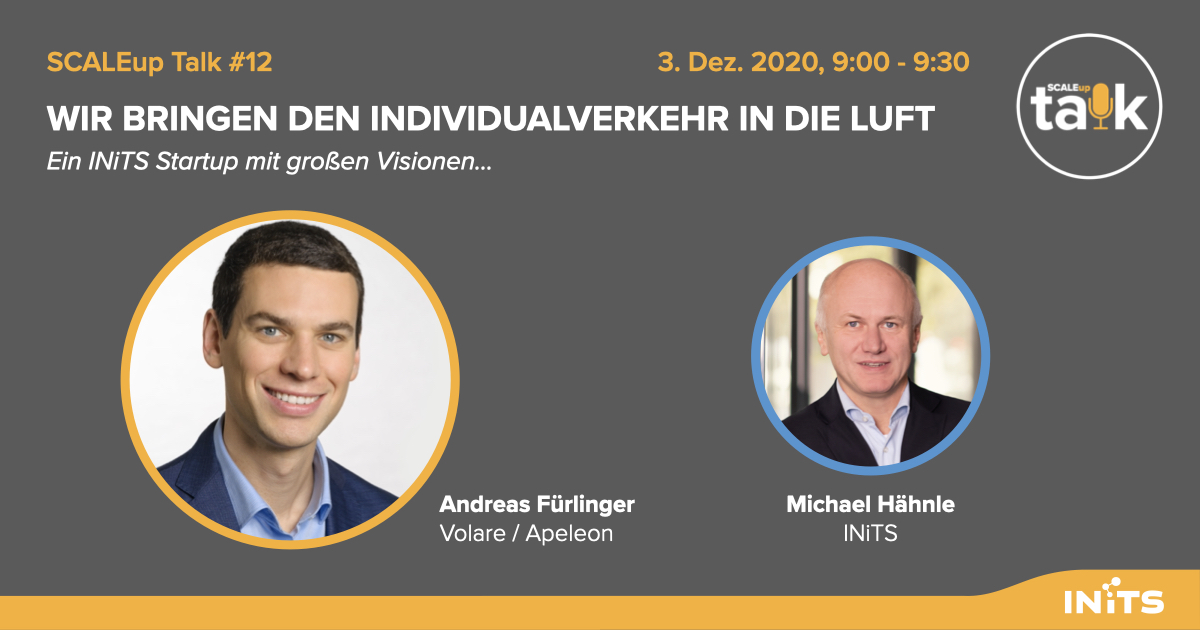 SCALEup Talk #12
3. Dez. 2020, 9:00 - 9:30
SCALEup
talk
WIR BRINGEN DEN INDIVIDUALVERKEHR IN DIE LUFT
Ein INiTS Startup mit großen Visionen...
Andreas Fürlinger
Volare / Apeleon
Michael Hähnle
INiTS
INiTS